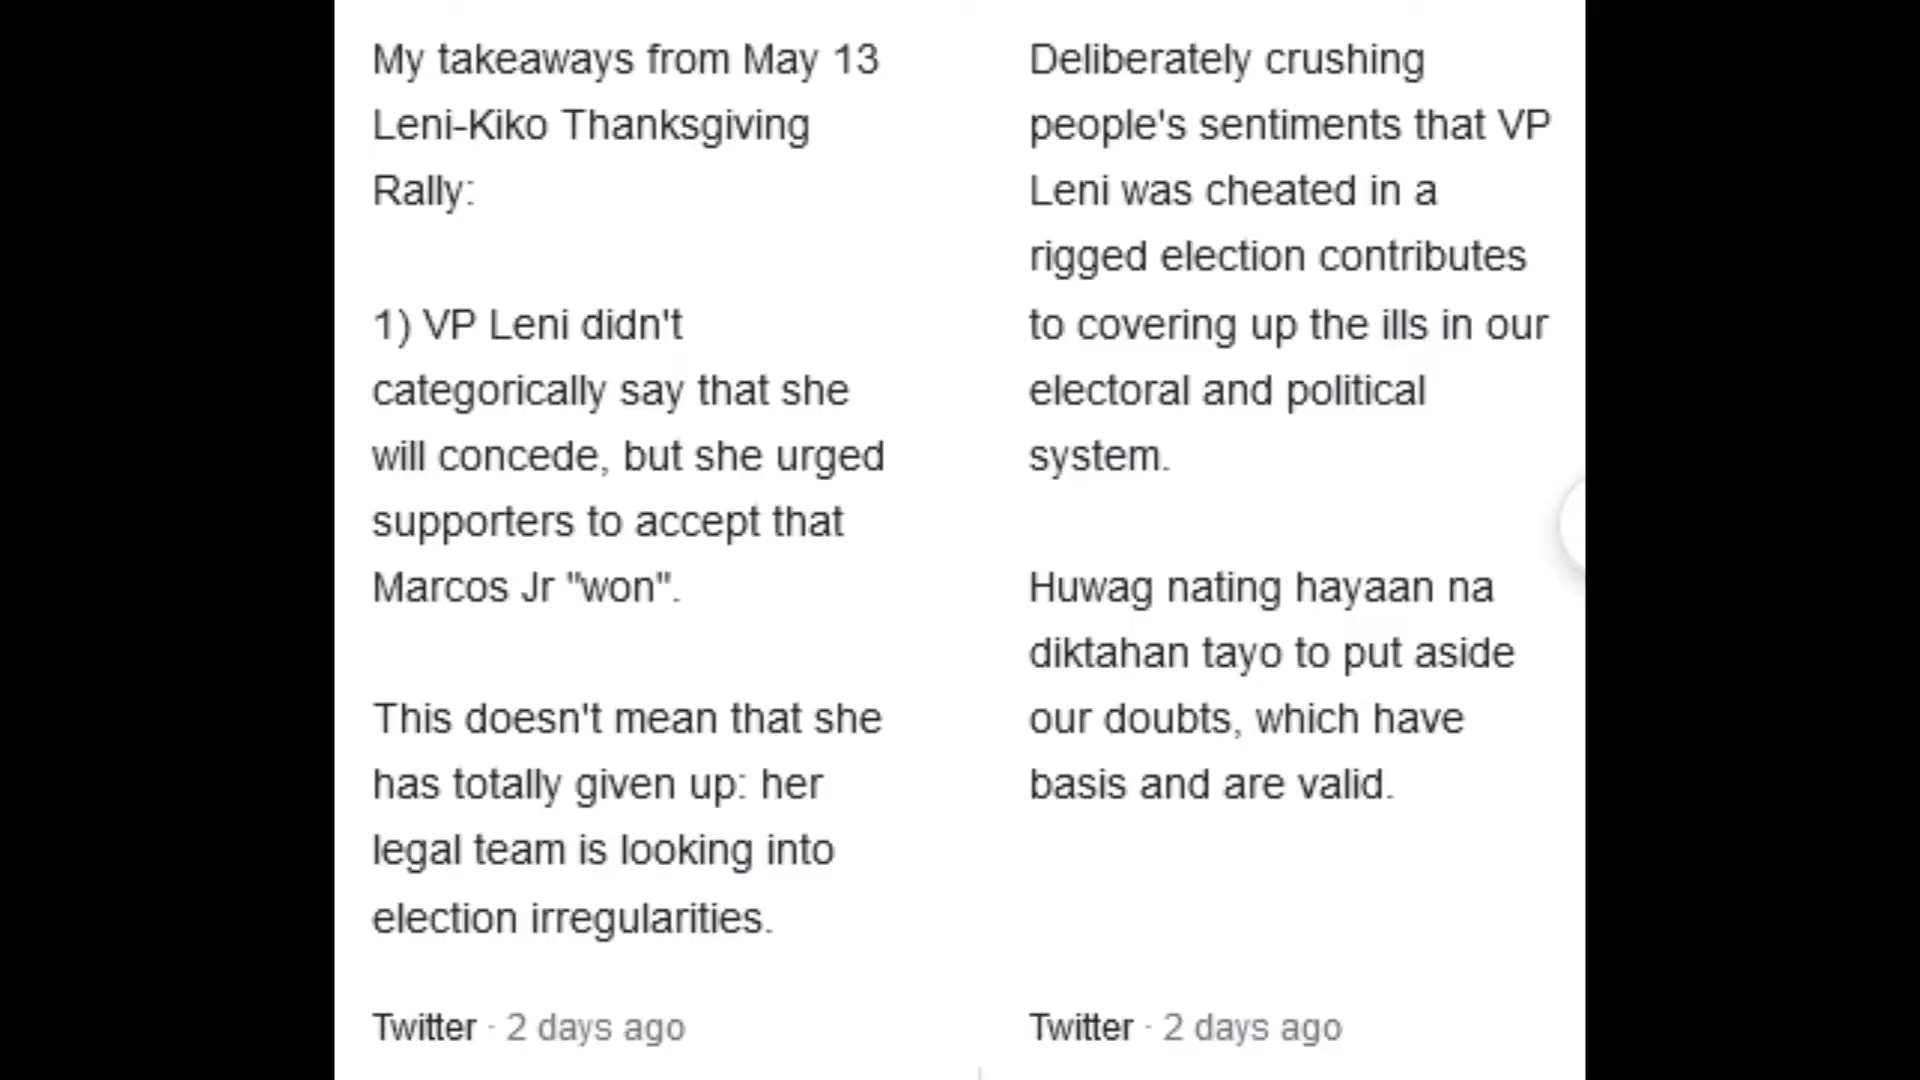 My takeaways from May 13
Leni-Kiko Thanksgiving
Rally:
1) VP Leni didn't
categorically say that she
will concede, but she urged
supporters to accept that
Marcos Jr "won".
This doesn't mean that she
has totally given up: her
legal team is looking into
election irregularities.
Twitter · 2 days ago
Deliberately crushing
people's sentiments that VP
Leni was cheated in a
rigged election contributes
to covering up the ills in our
electoral and political
system.
Huwag nating hayaan na
diktahan tayo to put aside
our doubts, which have
basis and are valid.
Twitter · 2 days ago